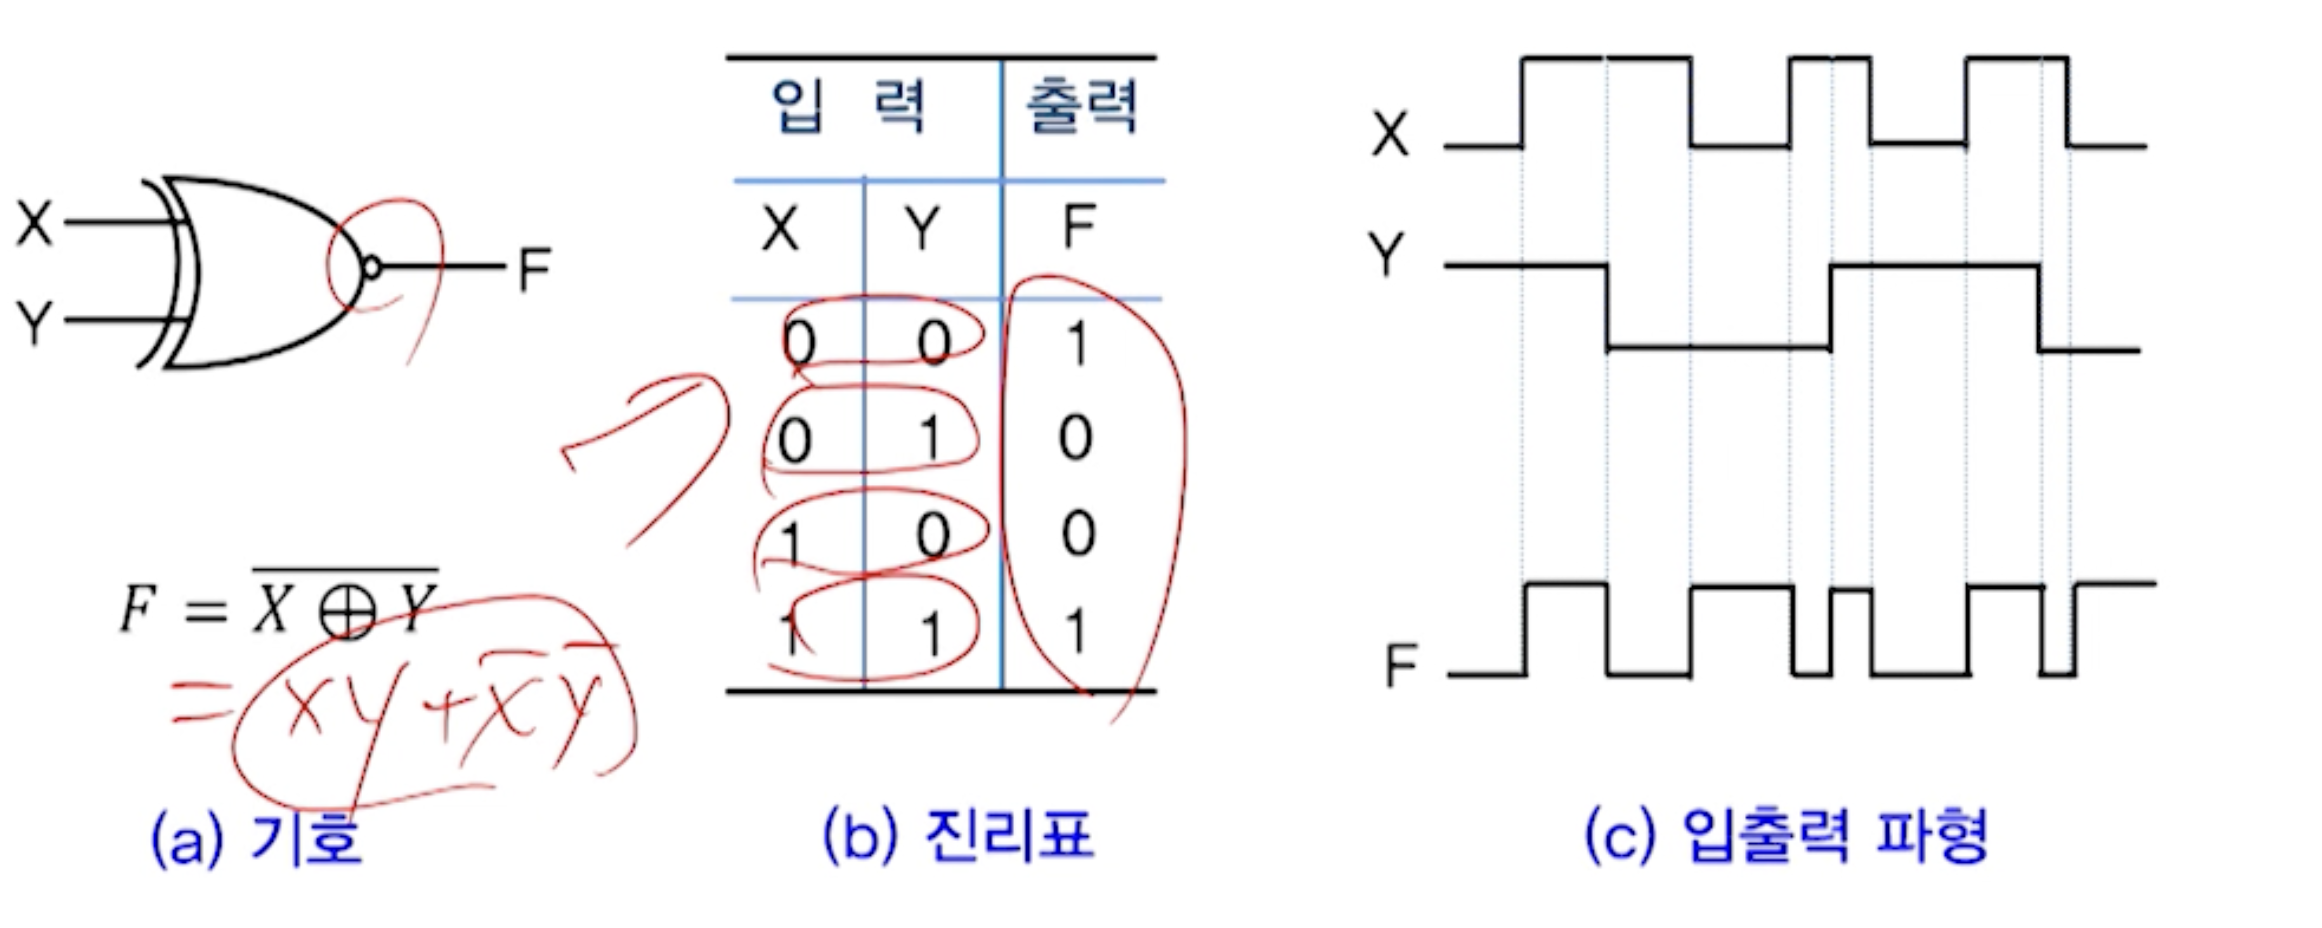 X
Y
F
F = \overline{X ⊕ Y}
= xy + \overline{x} \overline{y}
(a) 기호
입 력 출력
X Y F
0 0 1
0 1 0
1 0 0
1 1 1
(b) 진리표
X
Y
F
(c) 입출력 파형